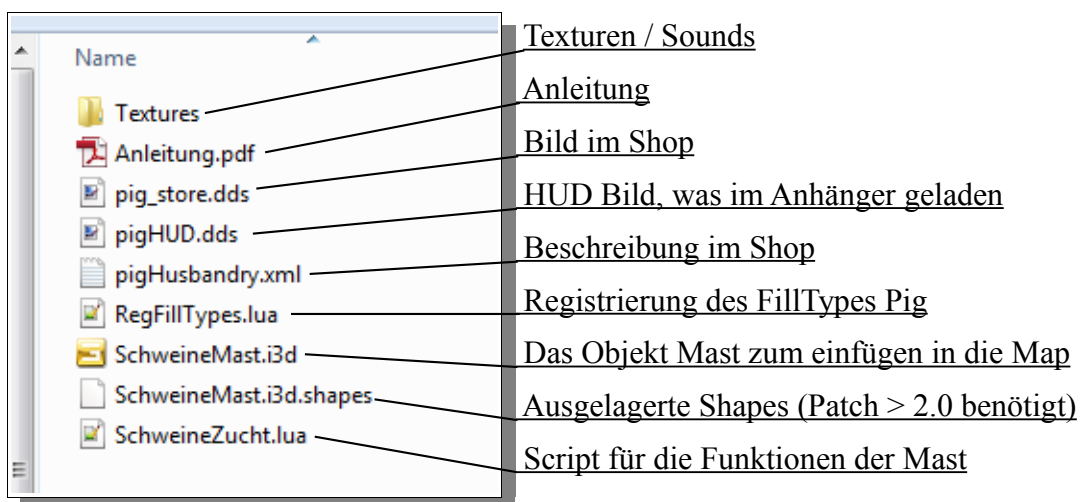 Name
Textures
Texturen / Sounds
Anleitung.pdf
Anleitung
pig_store.dds
Bild im Shop
pigHUD.dds
HUD Bild, was im Anhänger geladen
pigHusbandry.xml
Beschreibung im Shop
RegFillTypes.lua
Registrierung des FillTypes Pig
SchweineMast.i3d
Das Objekt Mast zum einfügen in die Map
SchweineMast.i3d.shapes
Ausgelagerte Shapes (Patch > 2.0 benötigt)
SchweineZucht.lua
Script für die Funktionen der Mast